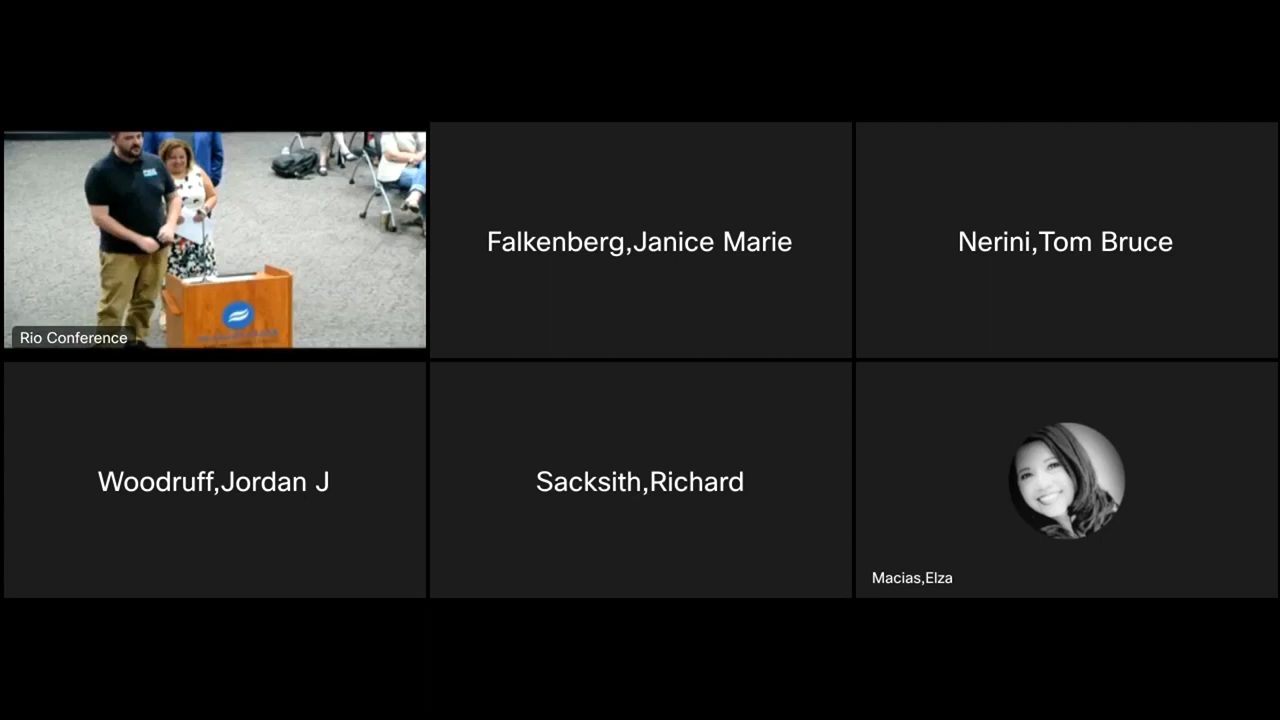 Rio Conference
Falkenberg,Janice Marie
Nerini,Tom Bruce
Woodruff,Jordan J
Sacksith,Richard
Macias,Elza